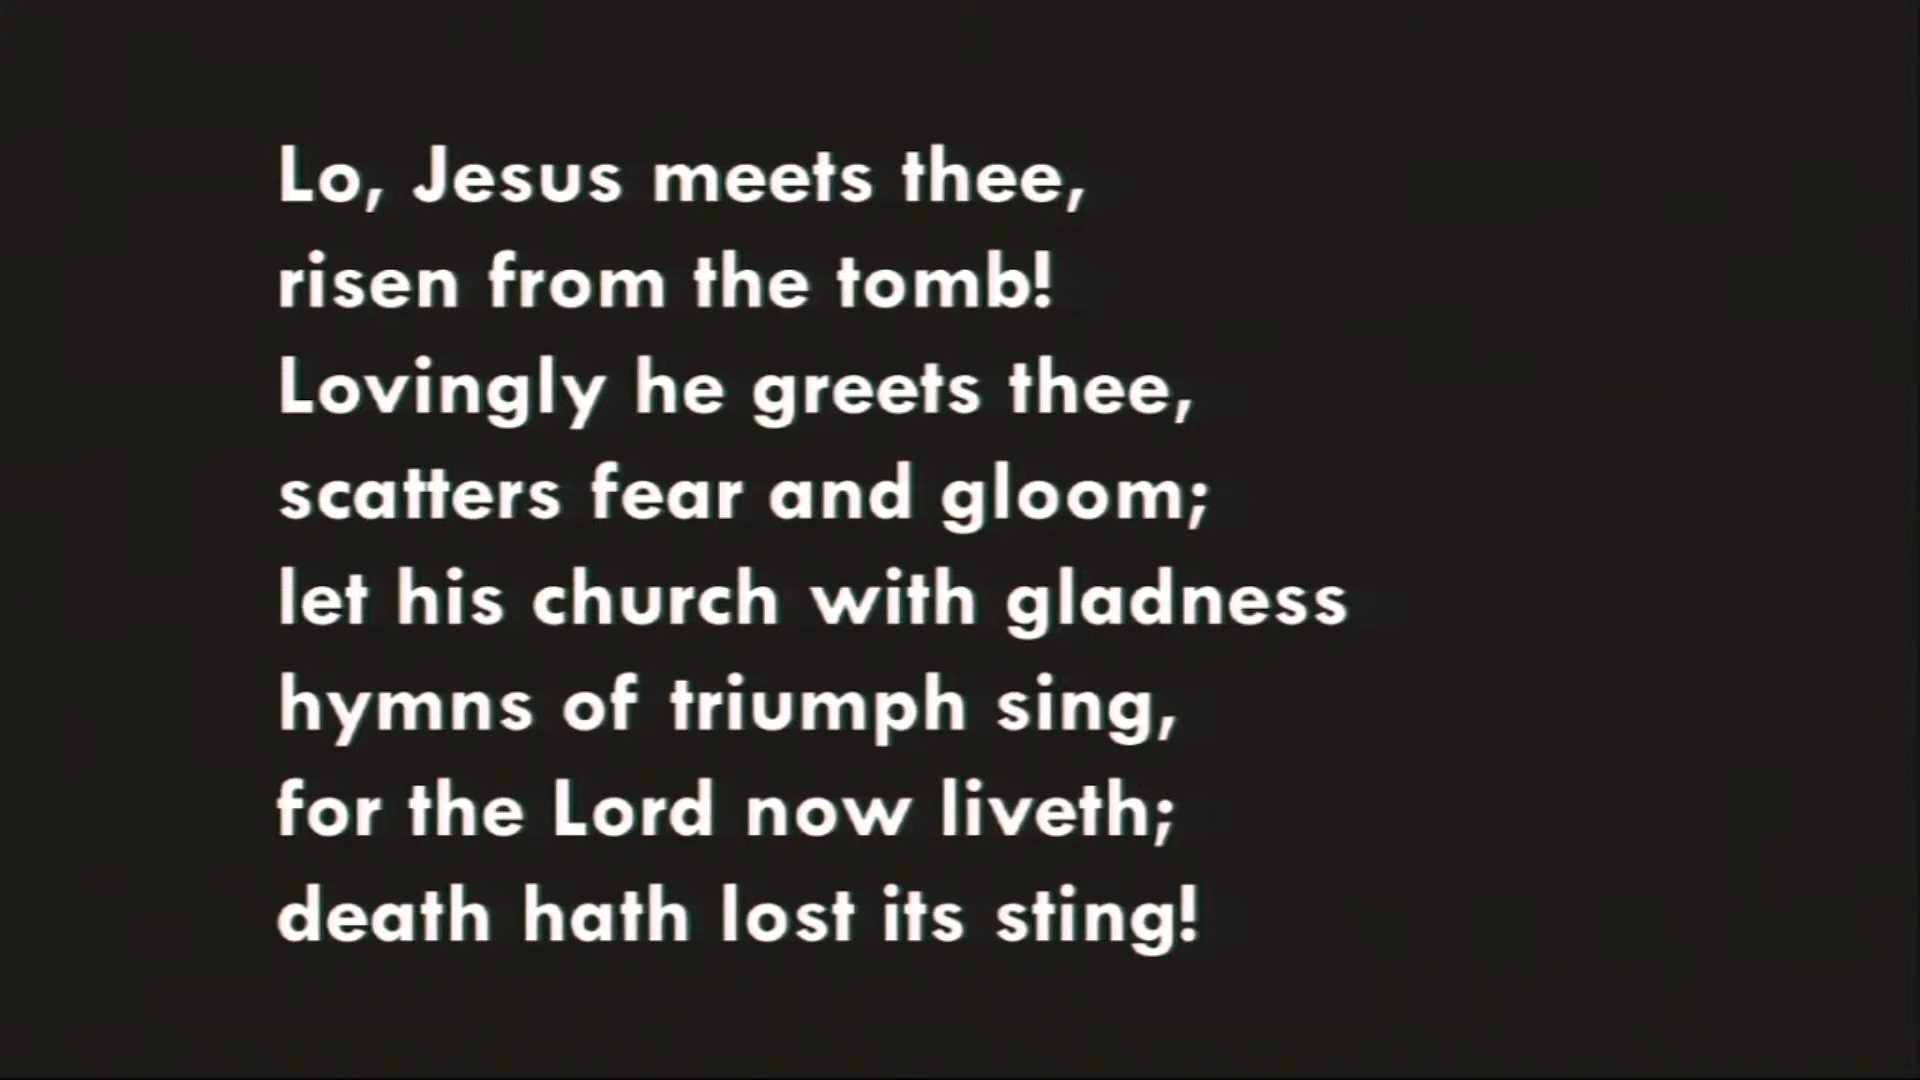 Lo, Jesus meets thee,
risen from the tomb!
Lovingly he greets thee,
scatters fear and gloom;
let his church with gladness
hymns of triumph sing,
for the Lord now liveth;
death hath lost its sting!